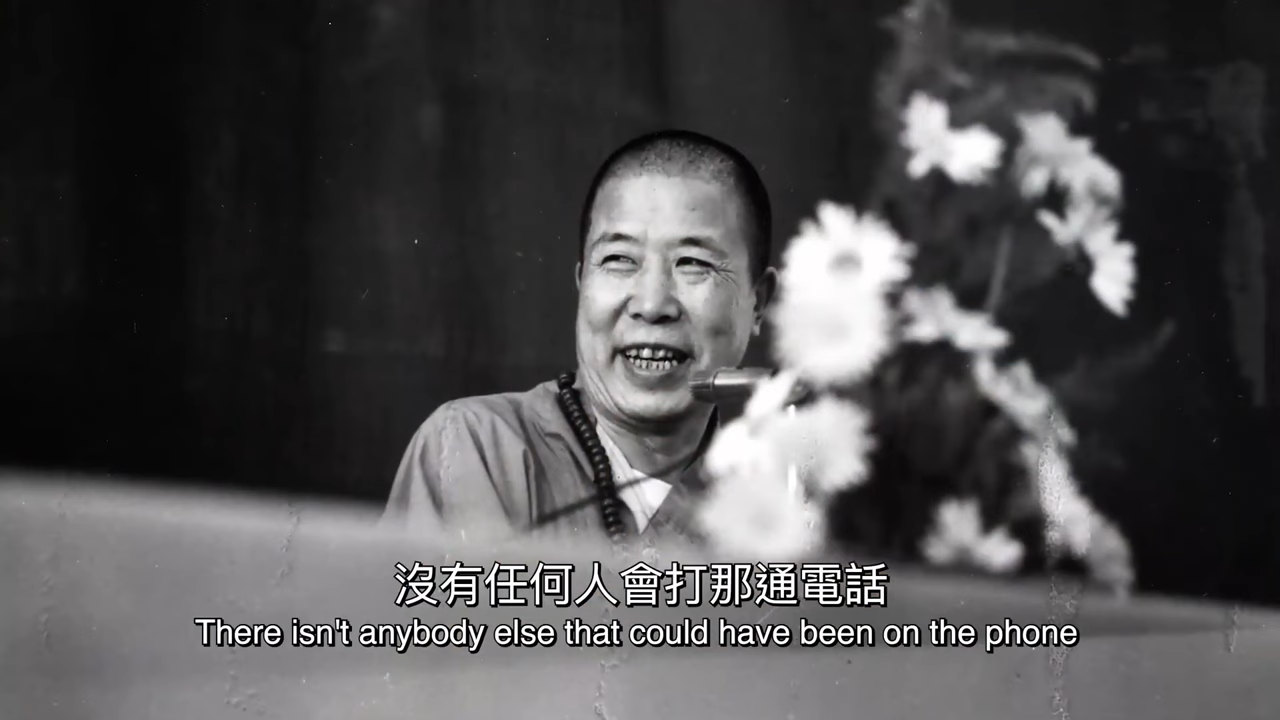 沒有任何人會打那通電話
There isn't anybody else that could have been on the phone